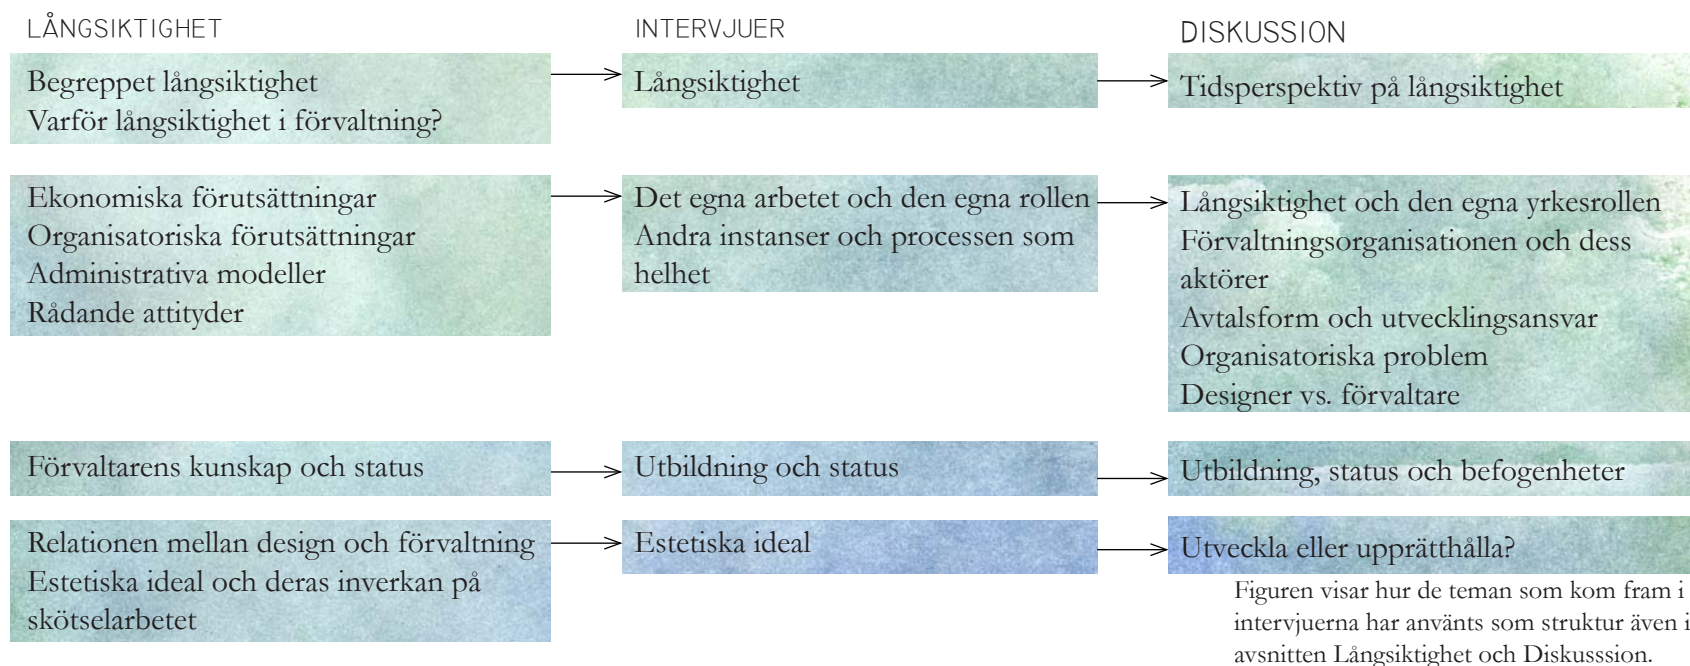 LÅNGSIKTIGHET
INTERVJUER
DISKUSSION
Begreppet långsiktighet
Varför långsiktighet i förvaltning?
Långsiktighet
Tidsperspektiv på långsiktighet
Ekonomiska förutsättningar
Organisatoriska förutsättningar
Administrativa modeller
Rådande attityder
Det egna arbetet och den egna rollen
Andra instanser och processen som
helhet
Långsiktighet och den egna yrkesrollen
Förvaltningsorganisationen och dess
aktörer
Avtalsform och utvecklingsansvar
Organisatoriska problem
Designer vs. förvaltare
Förvaltarens kunskap och status
Utbildning och status
Utbildning, status och befogenheter
Relationen mellan design och förvaltning
Estetiska ideal och deras inverkan på
skötselarbetet
Estetiska ideal
Utveckla eller upprätthålla?
Figuren visar hur de teman som kom fram i
intervjuerna har använts som struktur även i
avsnitten Långsiktighet och Diskusssion.